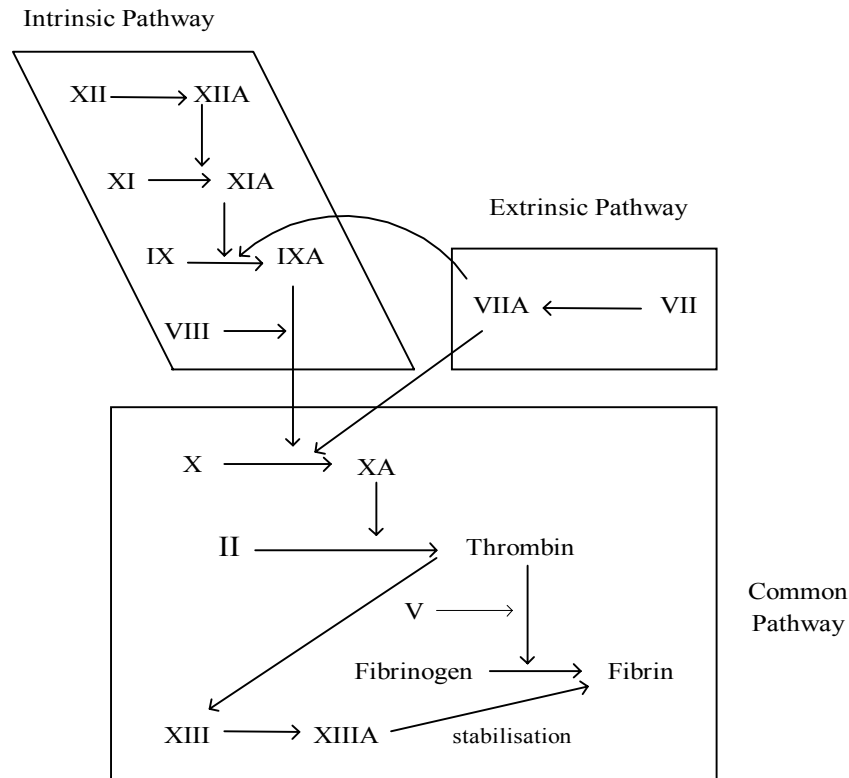 Intrinsic Pathway
XII XIIA
XI XIA
Extrinsic Pathway
IX IXA
VIIA VII
VIII
X XA
II Thrombin
V
Common
Pathway
Fibrinogen Fibrin
XIII XIIIA stabilisation